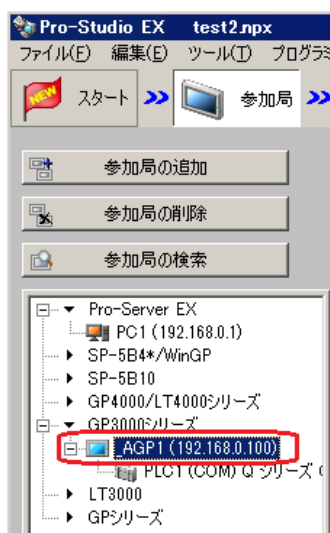 Pro-Studio EX test2.npx
ファイル(F) 編集(E) ツール(T) プログラミ
NEW スタート 参加局
参加局の追加
参加局の削除
参加局の検索
Pro-Server EX
PC1 (192.168.0.1)
SP-5B4*/WinGP
SP-5B10
GP4000/LT4000シリーズ
GP3000シリーズ
_AGP1 (192.168.0.100)
PLC1 (COM) Q シリーズ
LT3000
GPシリーズ